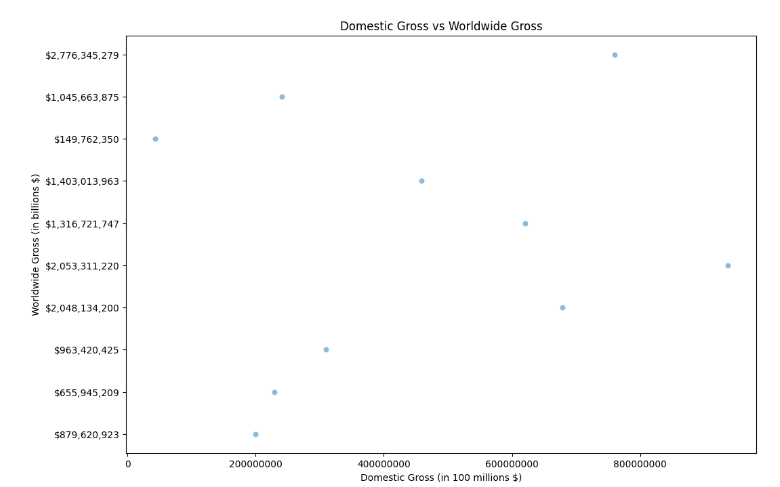 Domestic Gross vs Worldwide Gross
Worldwide Gross (in billions $)
$2,776,345,279
$1,045,663,875
$149,762,350
$1,403,013,963
$1,316,721,747
$2,053,311,220
$2,048,134,200
$963,420,425
$655,945,209
$879,620,923
0 200000000 400000000 600000000 800000000
Domestic Gross (in 100 millions $)